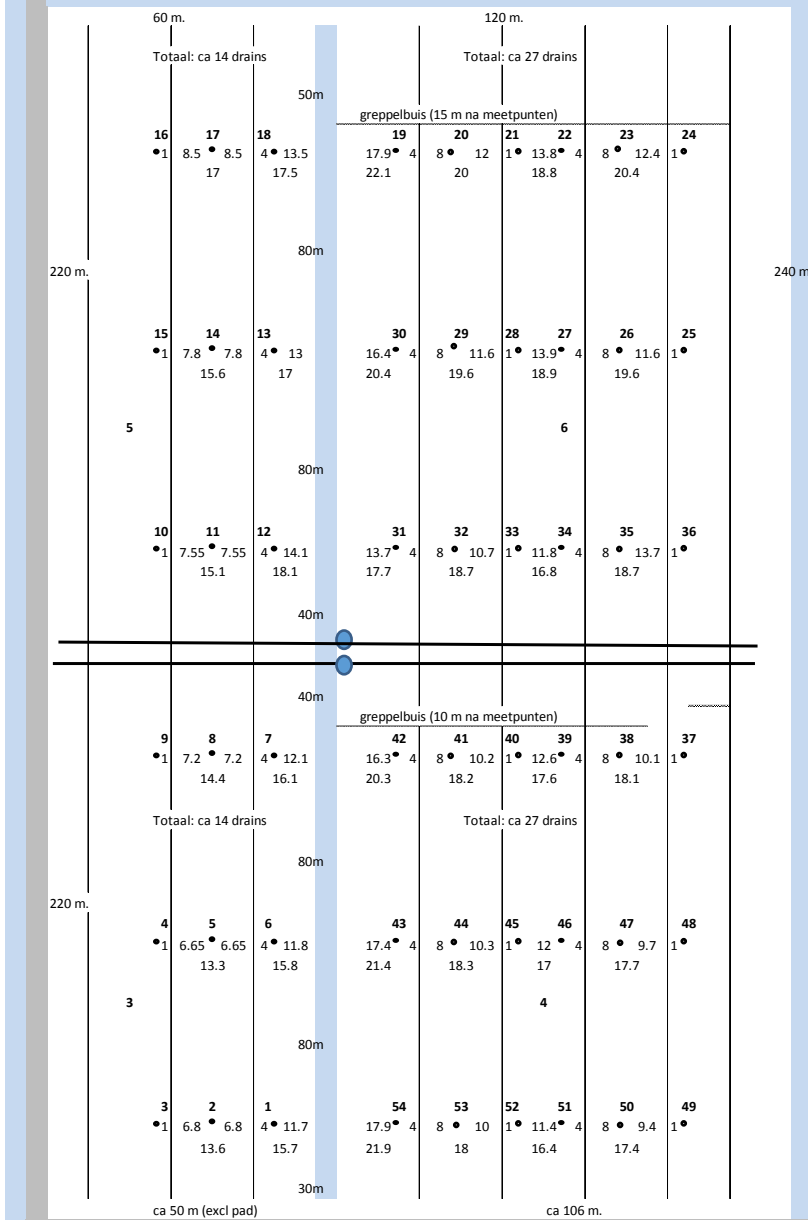 60 m. 120 m.
Totaal: ca 14 drains Totaal: ca 27 drains
50m
greppelbuis (15 m na meetpunten)
16 17 18 19 20 21 22 23 24
1 8.5 8.5 4 13.5 17.9 4 8 12 1 13.8 4 8 12.4 1
17 17.5 22.1 20 18.8 20.4
80m
220 m. 240 m
15 14 13 30 29 28 27 26 25
1 7.8 7.8 4 13 16.4 4 8 11.6 1 13.9 4 8 11.6 1
15.6 17 20.4 19.6 18.9 19.6
5 6
80m
10 11 12 31 32 33 34 35 36
1 7.55 7.55 4 14.1 13.7 4 8 10.7 1 11.8 4 8 13.7 1
15.1 18.1 17.7 18.7 16.8 18.7
40m
40m
greppelbuis (10 m na meetpunten)
9 8 7 42 41 40 39 38 37
1 7.2 7.2 4 12.1 16.3 4 8 10.2 1 12.6 4 8 10.1 1
14.4 16.1 20.3 18.2 17.6 18.1
Totaal: ca 14 drains Totaal: ca 27 drains
80m
220 m.
4 5 6 43 44 45 46 47 48
1 6.65 6.65 4 11.8 17.4 4 8 10.3 1 12 4 8 9.7 1
13.3 15.8 21.4 18.3 17 17.7
3 4
80m
3 2 1 54 53 52 51 50 49
1 6.8 6.8 4 11.7 17.9 4 8 10 1 11.4 4 8 9.4 1
13.6 15.7 21.9 18 16.4 17.4
30m
ca 50 m (excl pad) ca 106 m.